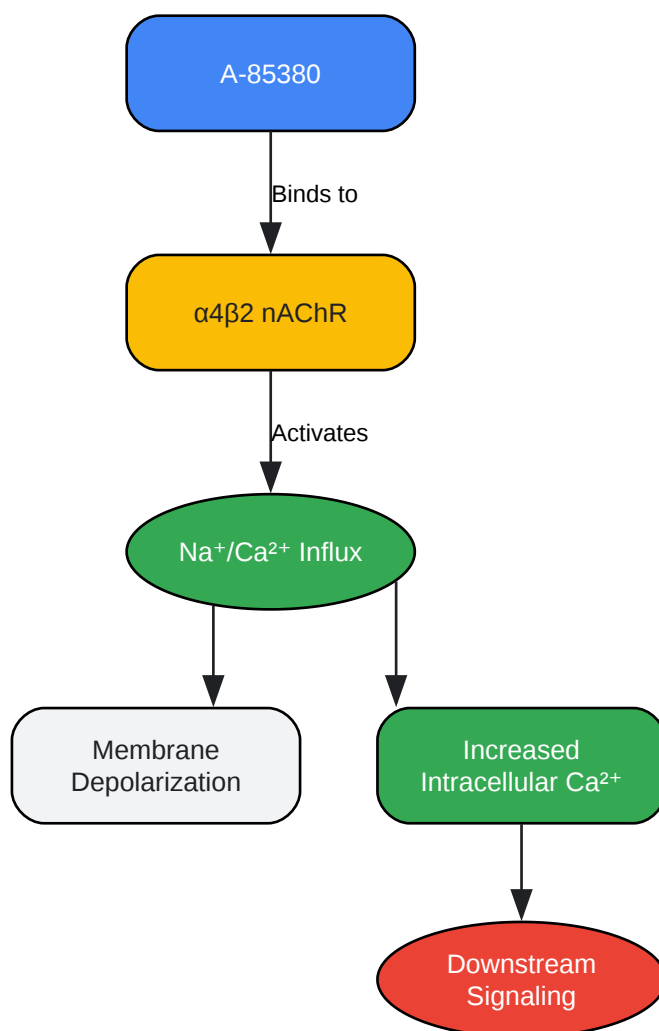 A-85380
Binds to
α4β2 nAChR
Activates
Na⁺/Ca²⁺ Influx
Membrane
Depolarization
Increased
Intracellular Ca²⁺
Downstream
Signaling